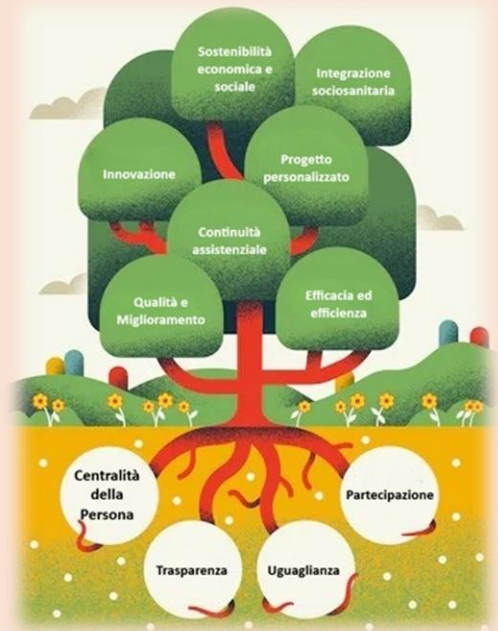 Sostenibilità
economica e
sociale
Integrazione
sociosanitaria
Innovazione
Progetto
personalizzato
Continuità
assistenziale
Qualità e
Miglioramento
Efficacia ed
efficienza
Centralità
della
Persona
Partecipazione
Trasparenza
Uguaglianza